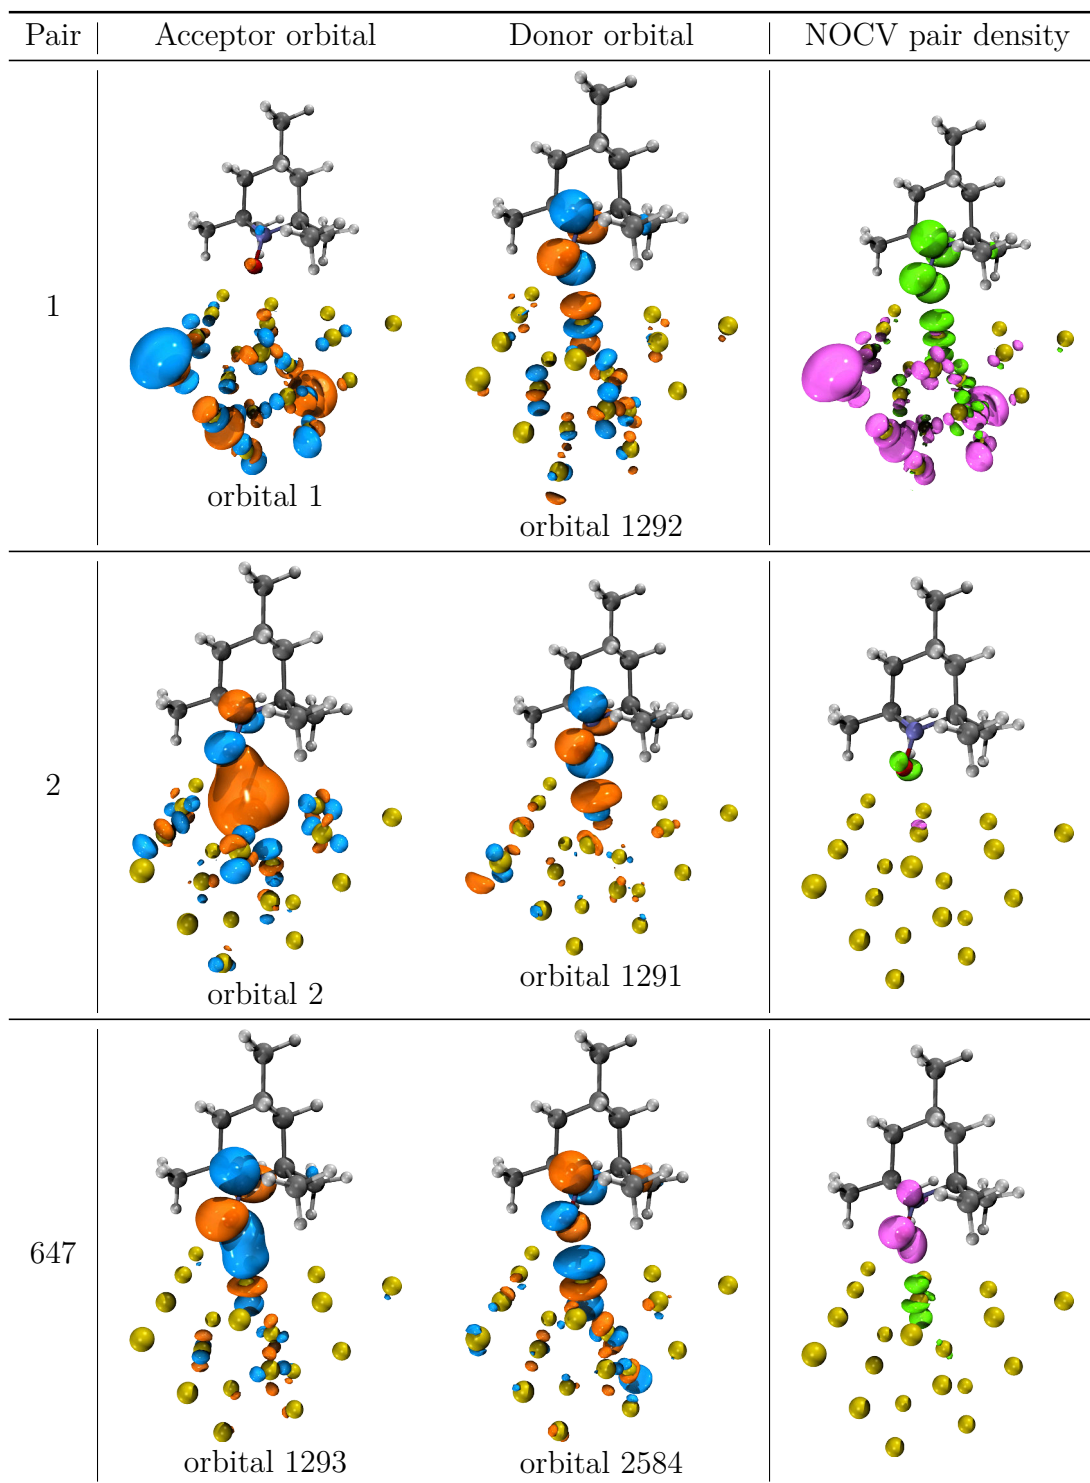 Pair Acceptor orbital Donor orbital NOCV pair density
1
orbital 1
orbital 1292
2
orbital 2
orbital 1291
647
orbital 1293
orbital 2584